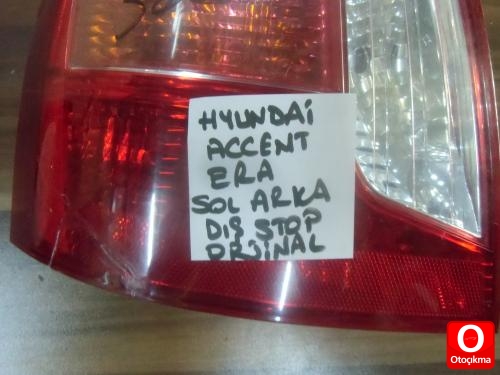 HYUNDAİ
ACCENT
ERA
SOL ARKA
DIŞ STOP
ORJİNAL
Otoçıkma